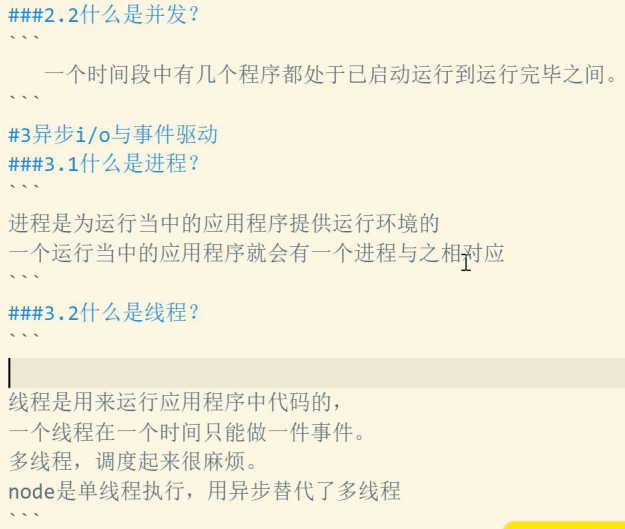 ###2.2什么是并发？
```
一个时间段中有几个程序都处于已启动运行到运行完毕之间。
```
#3异步i/o与事件驱动
###3.1什么是进程？
```
进程是为运行当中的应用程序提供运行环境的
一个运行当中的应用程序就会有一个进程与之相对应
```
###3.2什么是线程？
```
线程是用来运行应用程序中代码的，
一个线程在一个时间只能做一件事件。
多线程，调度起来很麻烦。
node是单线程执行，用异步替代了多线程
```